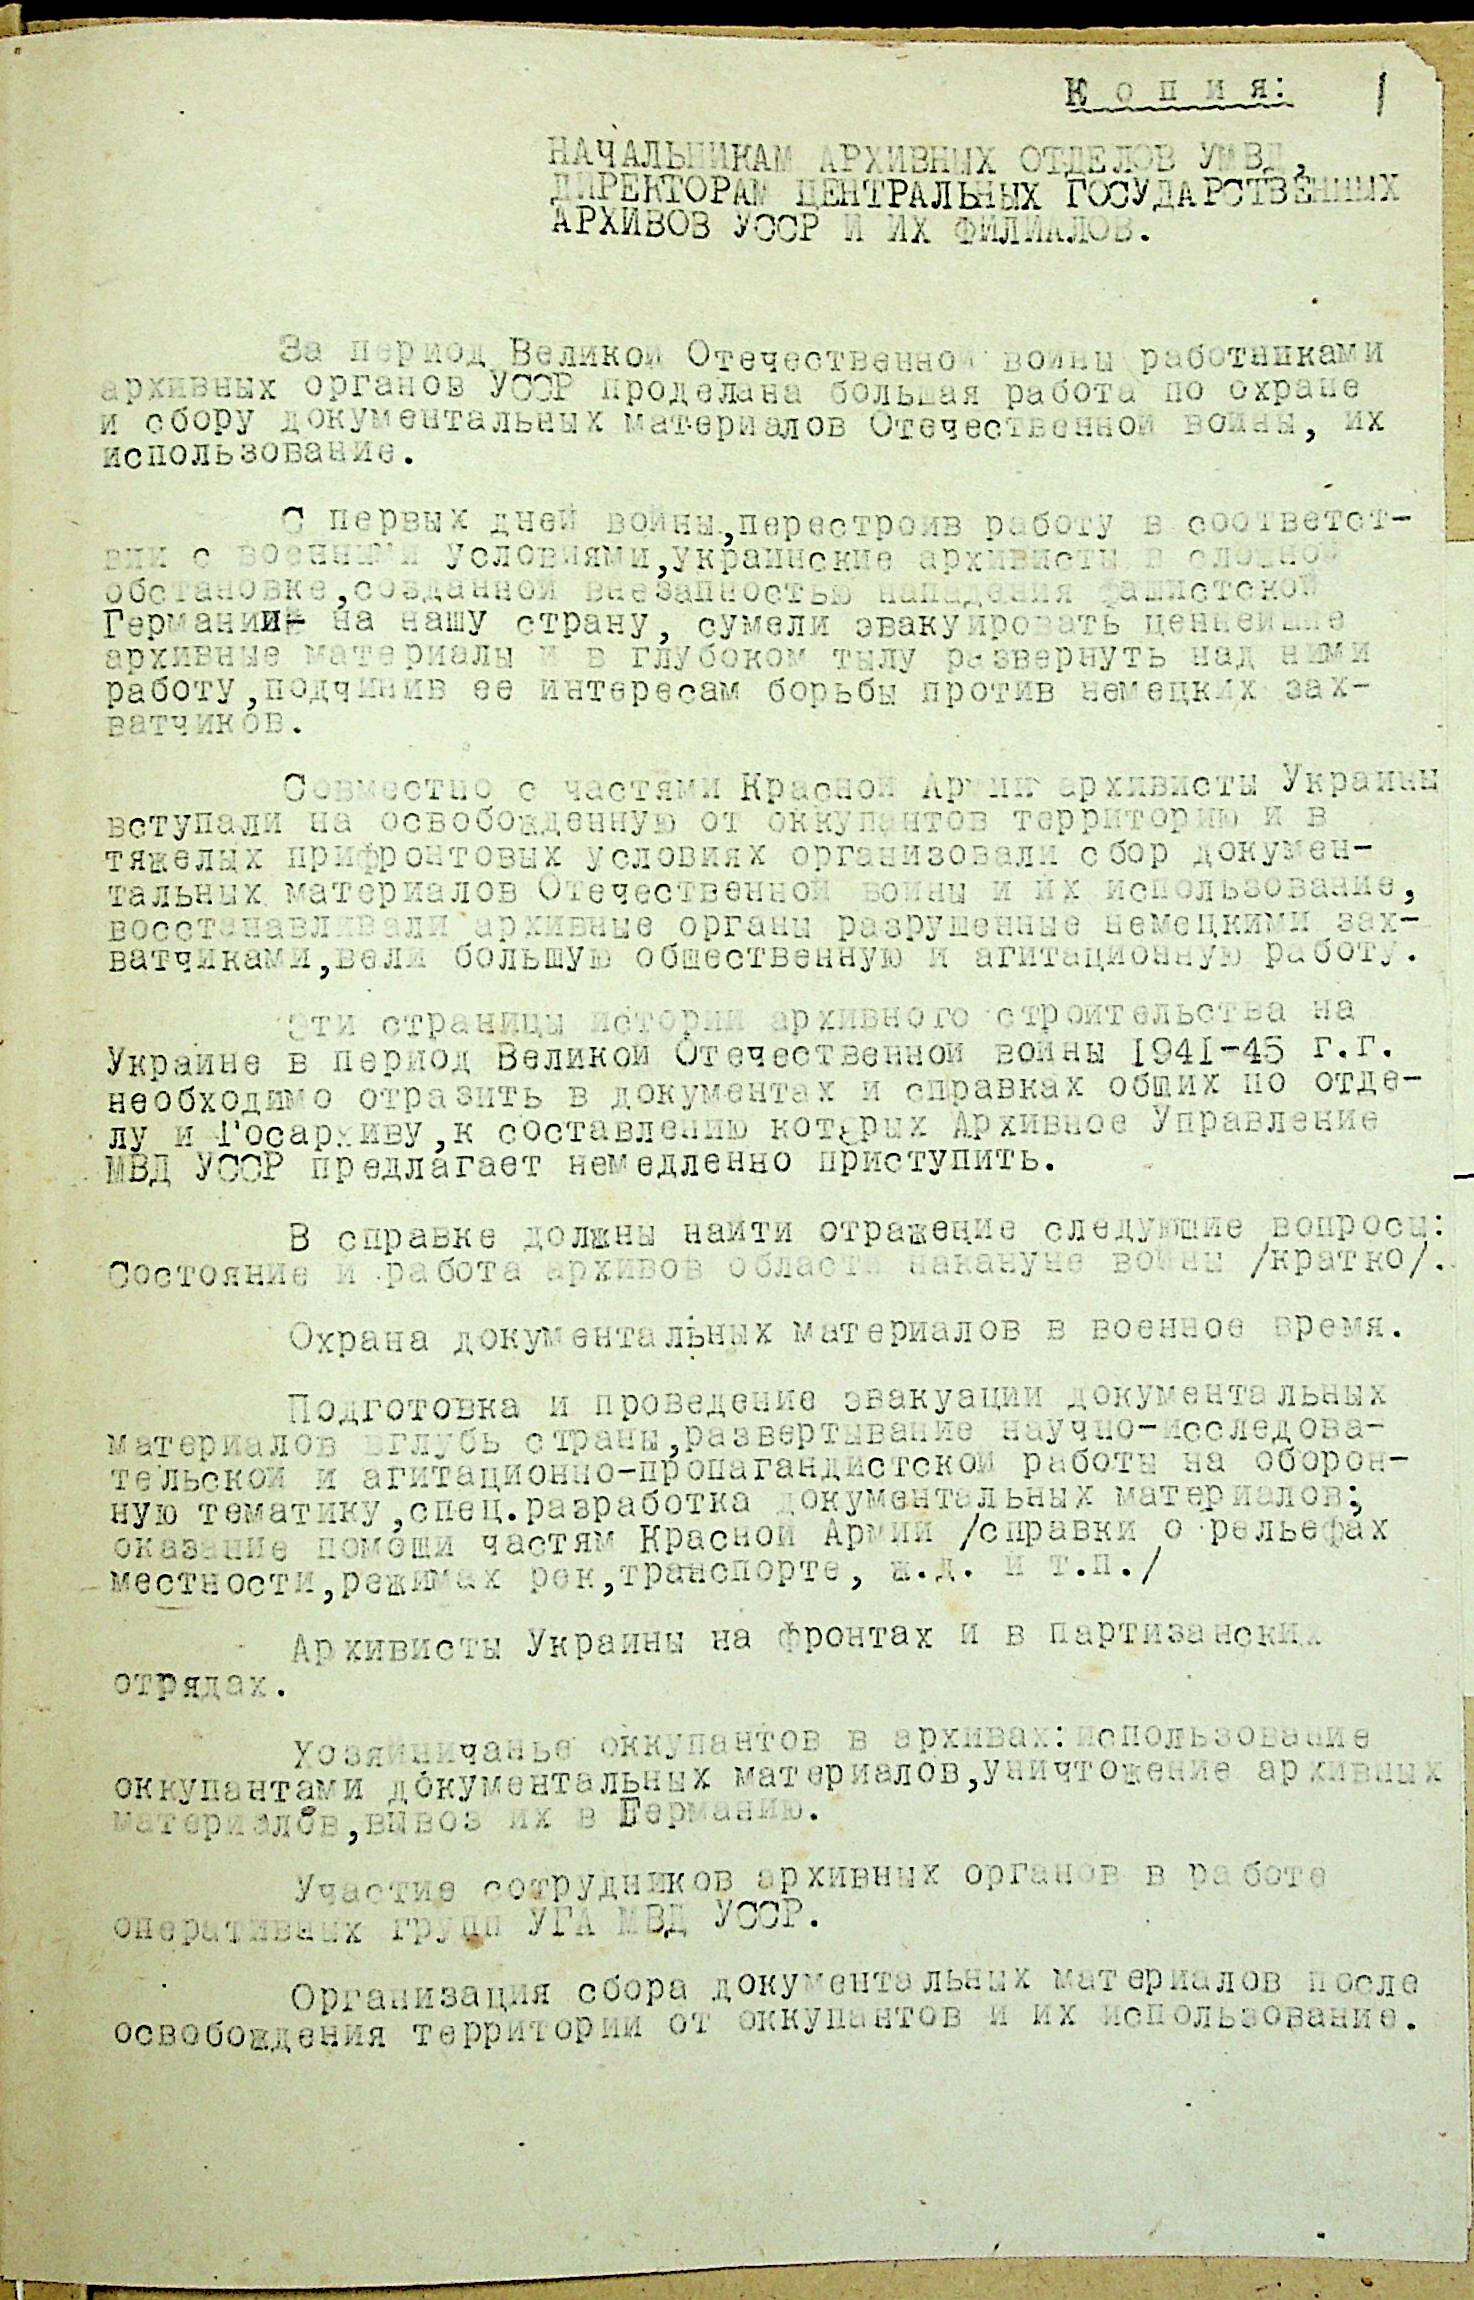 Копия: 1
НАЧАЛЬНИКАМ АРХИВНЫХ ОТДЕЛОВ УМВД,
ДИРЕКТОРАМ ЦЕНТРАЛЬНЫХ ГОСУДАРСТВЕННЫХ
АРХИВОВ УССР И ИХ ФИЛИАЛОВ.
За период Великой Отечественной войны работниками
архивных органов УССР проделана большая работа по охране
и сбору документальных материалов Отечественной войны, их
использование.
С первых дней войны,перестроив работу в соответст-
вии с военными условиями,украинские архивисты в сложной
обстановке,созданной внезапностью нападения фашистской
Германии на нашу страну, сумели эвакуировать ценнейшие
архивные материалы и в глубоком тылу развернуть над ними
работу,подчинив ее интересам борьбы против немецких зах-
ватчиков.
Совместно с частями Красной Армии архивисты Украины
вступали на освобожденную от оккупантов территорию и в
тяжелых прифронтовых условиях организовали сбор докумен-
тальных материалов Отечественной войны и их использование,
восстанавливали архивные органы разрушенные немецкими зах-
ватчиками,вели большую общественную и агитационную работу.
Эти страницы истории архивного строительства на
Украине в период Великой Отечественной войны 1941-45 г.г.
необходимо отразить в документах и справках общих по отде-
лу и Госархиву,к составлению которых Архивное Управление
МВД УССР предлагает немедленно приступить.
В справке должны найти отражение следующие вопросы:
Состояние и работа архивов области накануне войны /кратко/.
Охрана документальных материалов в военное время.
Подготовка и проведение эвакуации документальных
материалов вглубь страны,развертывание научно-исследова-
тельской и агитационно-пропагандистской работы на оборон-
ную тематику,спец.разработка документальных материалов;
оказание помощи частям Красной Армии /справки о рельефах
местности,режимах рек,транспорте, ж.д. и т.п./
Архивисты Украины на фронтах и в партизанских
отрядах.
Хозяйничанье оккупантов в архивах:использование
оккупантами документальных материалов,уничтожение архивных
материалов,вывоз их в Германию.
Участие сотрудников архивных органов в работе
оперативных групп УГА МВД УССР.
Организация сбора документальных материалов после
освобождения территории от оккупантов и их использование.